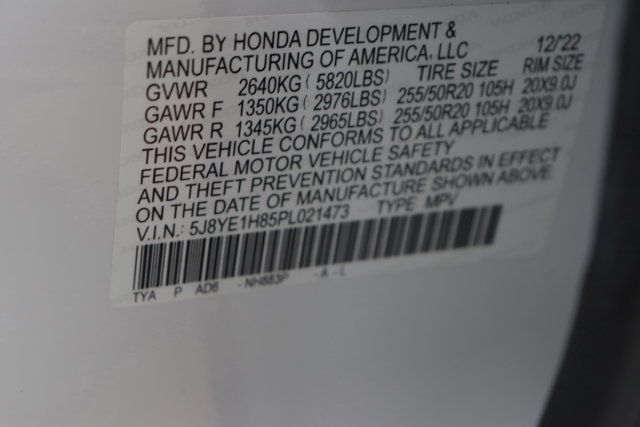 MFD. BY HONDA DEVELOPMENT &
MANUFACTURING OF AMERICA, LLC 12/22
GVWR 2640KG ( 5820LBS) TIRE SIZE RIM SIZE
GAWR F 1350KG ( 2976LBS) 255/50R20 105H 20X9.0J
GAWR R 1345KG ( 2965LBS) 255/50R20 105H 20X9.0J
THIS VEHICLE CONFORMS TO ALL APPLICABLE
FEDERAL MOTOR VEHICLE SAFETY
AND THEFT PREVENTION STANDARDS IN EFFECT
ON THE DATE OF MANUFACTURE SHOWN ABOVE.
V.I.N.: 5J8YE1H85PL021473 TYPE MPV
TYA P AD6 - NH883P - A - L